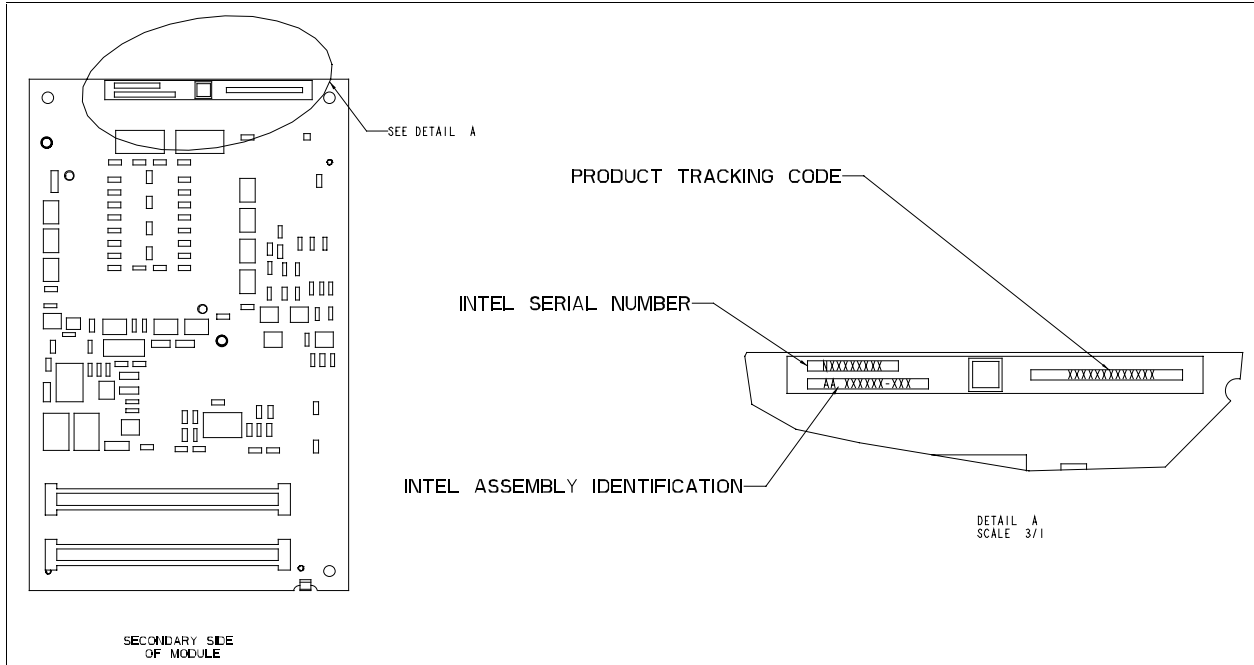 SEE DETAIL A
PRODUCT TRACKING CODE
INTEL SERIAL NUMBER
NXXXXXXXX
XXXXXXXXXXXXX
AA XXXXXX-XXX
INTEL ASSEMBLY IDENTIFICATION
DETAIL A
SCALE 3/1
SECONDARY SIDE
OF MODULE